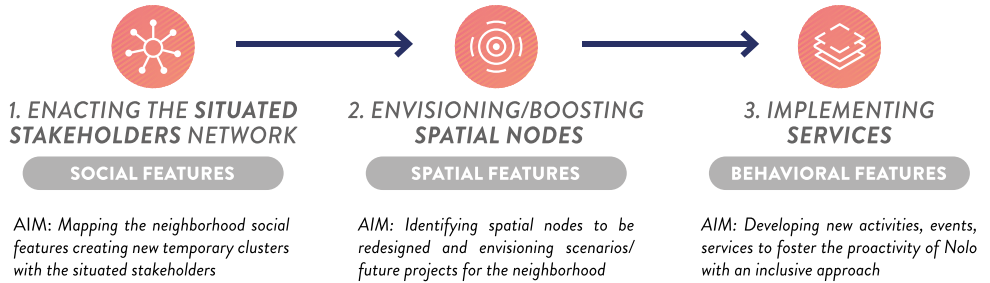 1. ENACTING THE SITUATED
STAKEHOLDERS NETWORK
SOCIAL FEATURES
AIM: Mapping the neighborhood social
features creating new temporary clusters
with the situated stakeholders
2. ENVISIONING/BOOSTING
SPATIAL NODES
SPATIAL FEATURES
AIM: Identifying spatial nodes to be
redesigned and envisioning scenarios/
future projects for the neighborhood
3. IMPLEMENTING
SERVICES
BEHAVIORAL FEATURES
AIM: Developing new activities, events,
services to foster the proactivity of Nolo
with an inclusive approach